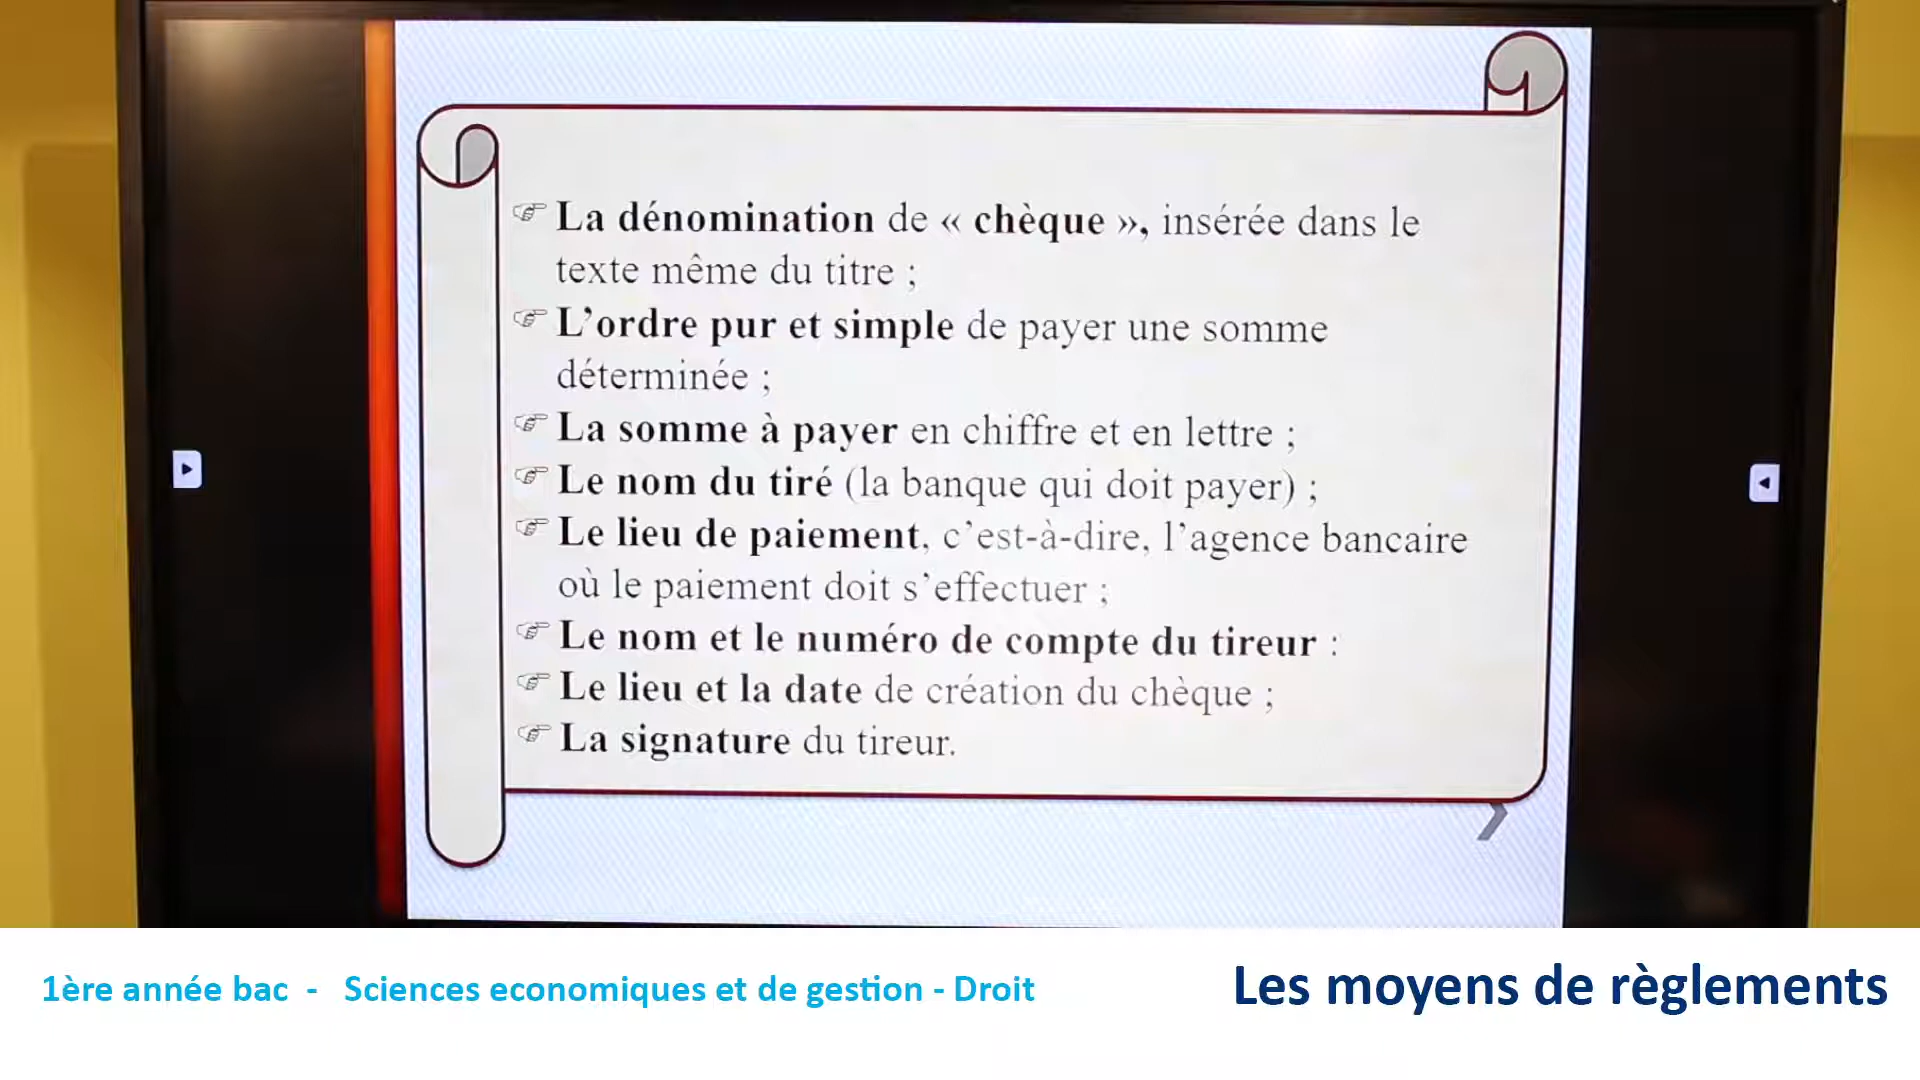 La dénomination de « chèque », insérée dans le
texte même du titre ;
L’ordre pur et simple de payer une somme
déterminée ;
La somme à payer en chiffre et en lettre ;
Le nom du tiré (la banque qui doit payer) ;
Le lieu de paiement, c’est-à-dire, l’agence bancaire
où le paiement doit s’effectuer ;
Le nom et le numéro de compte du tireur :
Le lieu et la date de création du chèque ;
La signature du tireur.
1ère année bac - Sciences economiques et de gestion - Droit
Les moyens de règlements